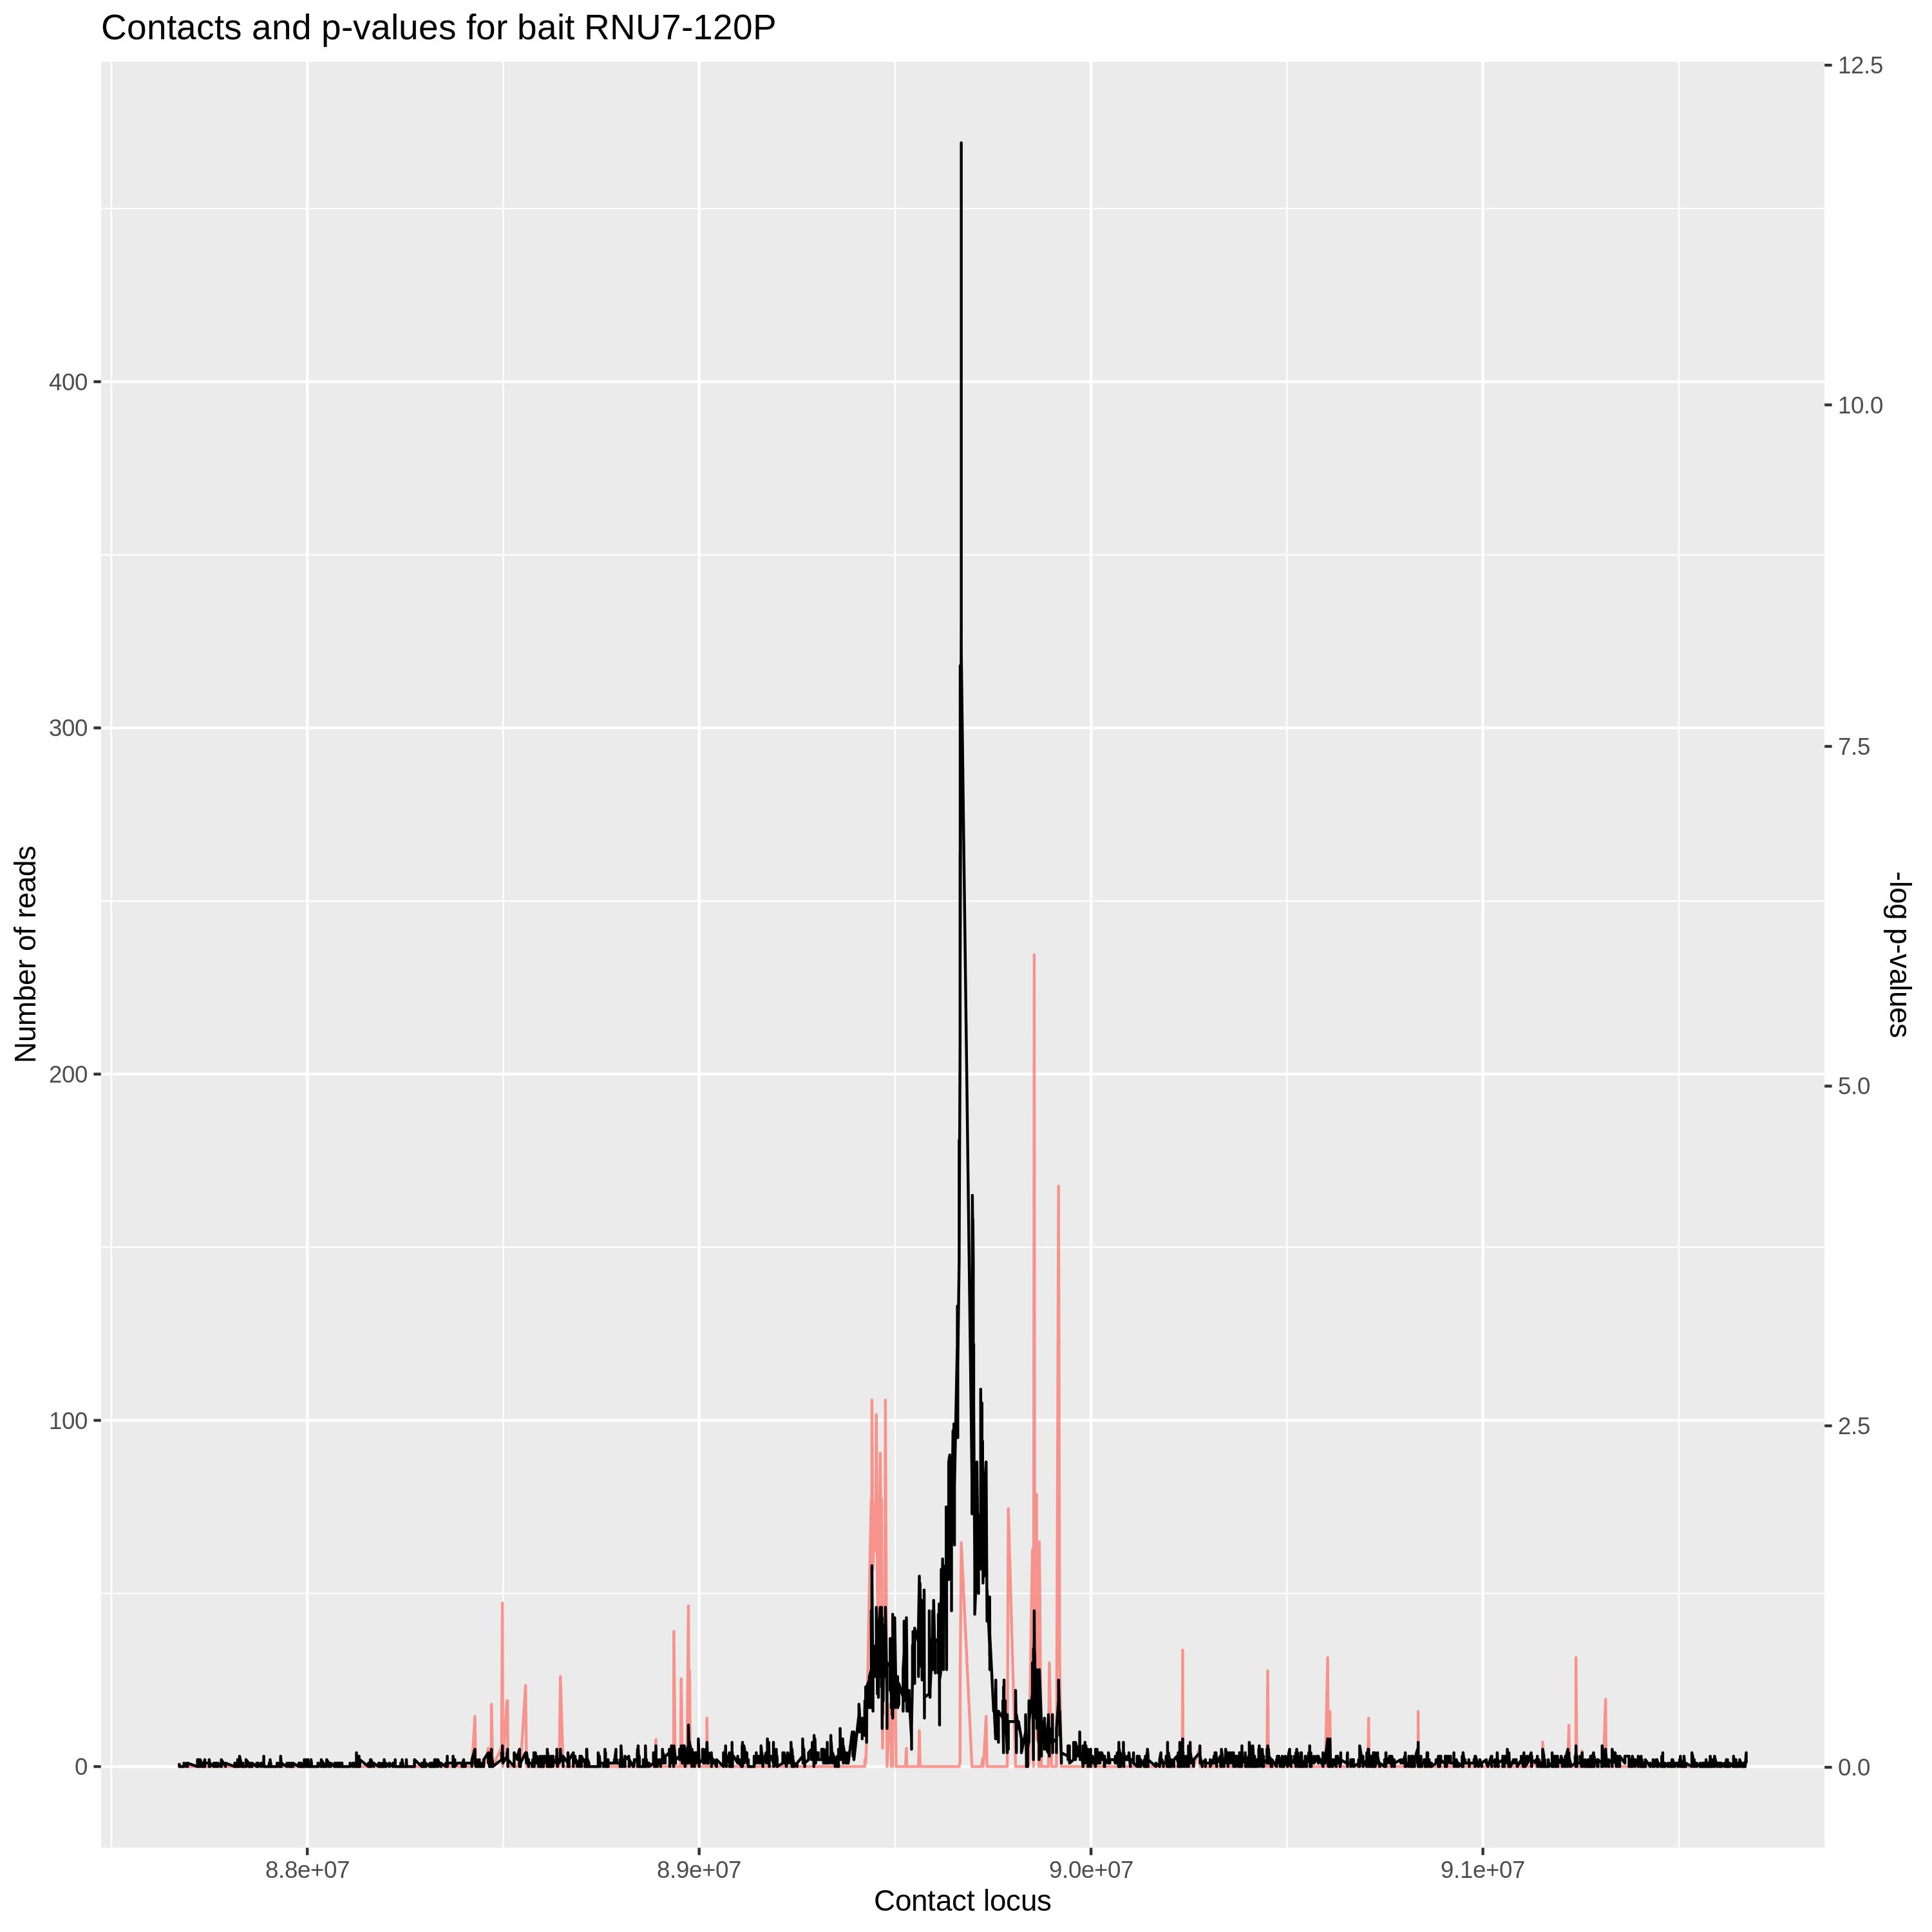 Contacts and p-values for bait RNU7-120P
Number of reads
400
300
200
100
0
12.5
10.0
7.5
5.0
2.5
0.0
-log p-values
8.8e+07 8.9e+07 9.0e+07 9.1e+07
Contact locus